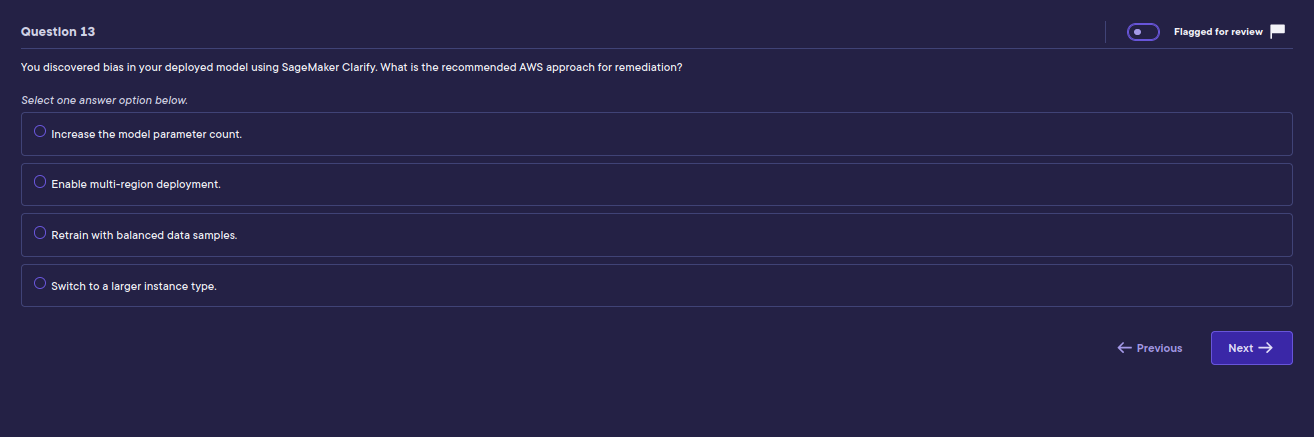 Question 13
Flagged for review
You discovered bias in your deployed model using SageMaker Clarify. What is the recommended AWS approach for remediation?
Select one answer option below.
Increase the model parameter count.
Enable multi-region deployment.
Retrain with balanced data samples.
Switch to a larger instance type.
Previous
Next